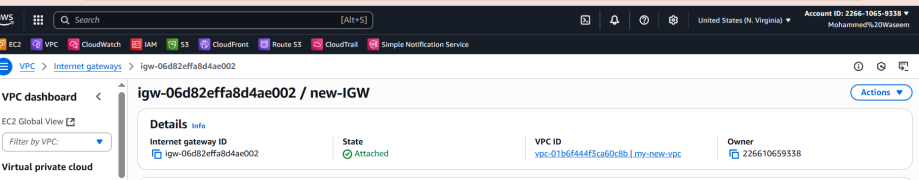 aws Search [Alt+S] United States (N. Virginia) ▼ Account ID: 2266-1065-9338 ▼
Mohammed%20Waseem
EC2 VPC CloudWatch IAM S3 CloudFront Route 53 CloudTrail Simple Notification Service
VPC > Internet gateways > igw-06d82effa8d4ae002
VPC dashboard <
EC2 Global View
Filter by VPC: ▼
Virtual private cloud
igw-06d82effa8d4ae002 / new-IGW
Actions ▼
Details Info
Internet gateway ID State VPC ID Owner
igw-06d82effa8d4ae002 Attached vpc-01b6f444f3ca60c8b | my-new-vpc 226610659338